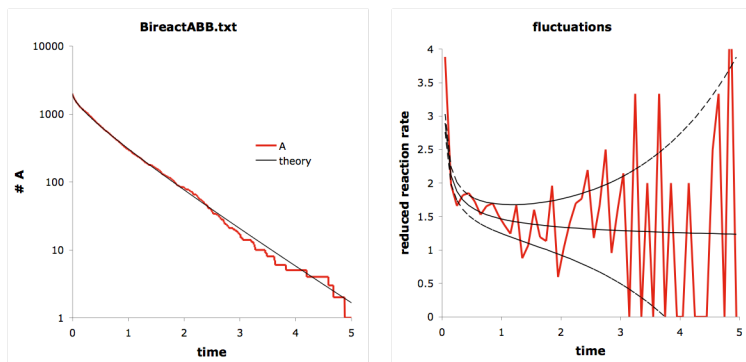 BireactABB.txt
10000
1000
100
10
1
# A
A
theory
0 1 2 3 4 5
time
fluctuations
4
3.5
3
2.5
2
1.5
1
0.5
0
reduced reaction rate
0 1 2 3 4 5
time